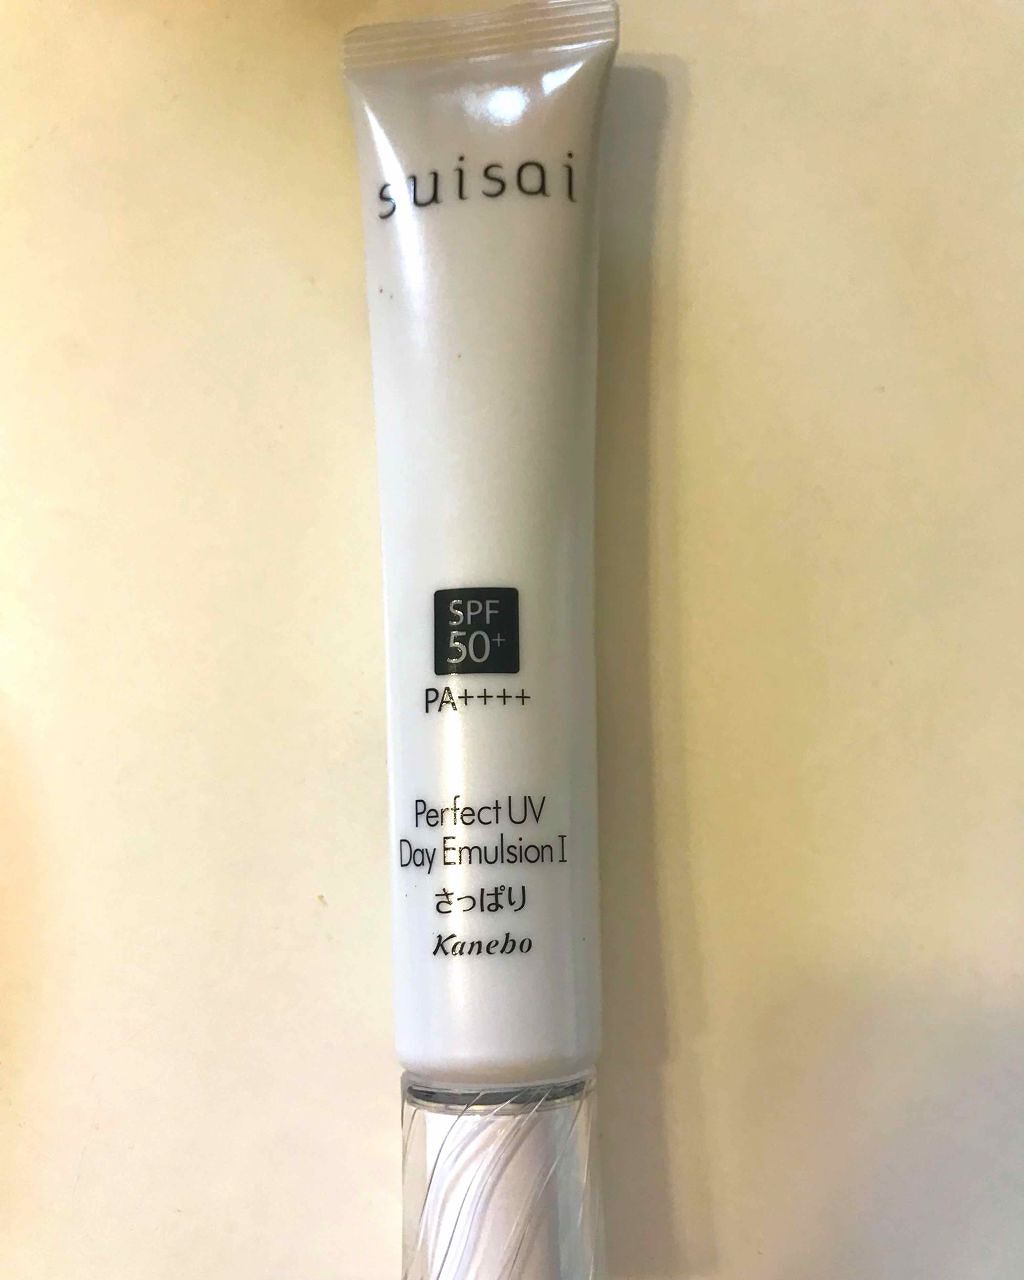 suisai
SPF
50+
PA++++
Perfect UV
Day Emulsion I
さっぱり
Kanebo